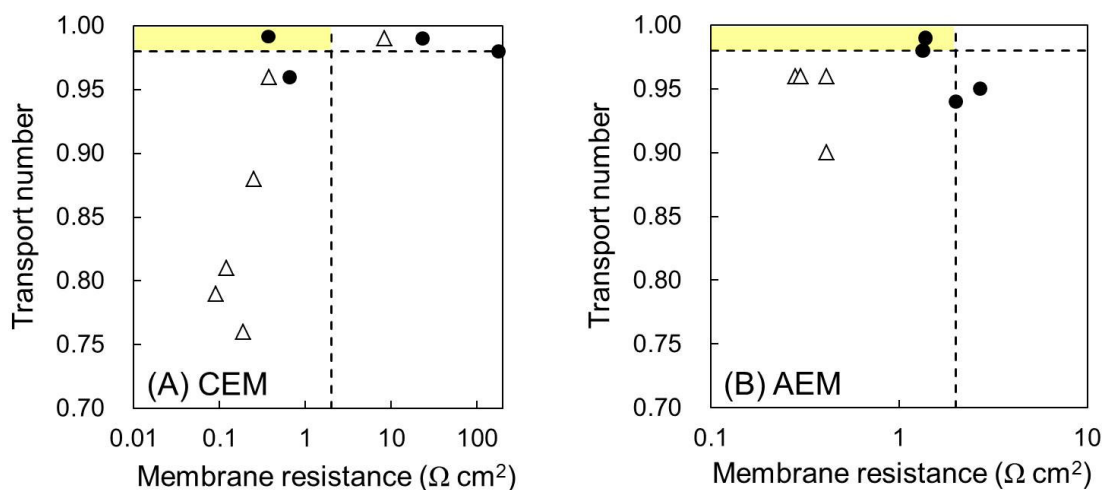 1.00
0.95
0.90
0.85
0.80
0.75
0.70
Transport number
(A) CEM
0.01 0.1 1 10 100
Membrane resistance (Ω cm²)
1.00
0.95
0.90
0.85
0.80
0.75
0.70
Transport number
(B) AEM
0.1 1 10
Membrane resistance (Ω cm²)